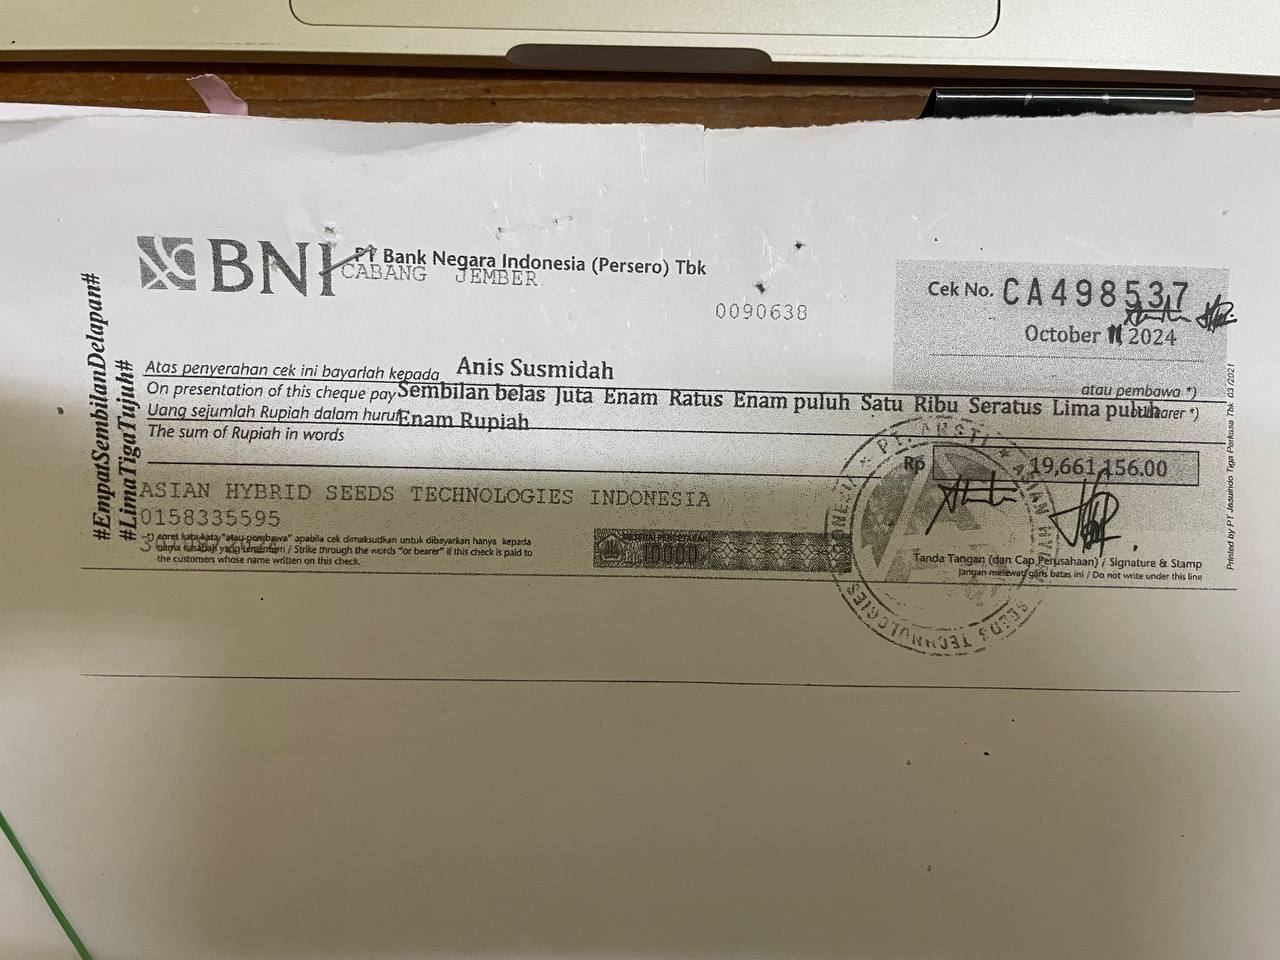 BNI PT Bank Negara Indonesia (Persero) Tbk
CABANG JEMBER
0090638
Cek No. CA498537
October 11 2024
#EmpatSembilanDelapan#
#LimaTigaTujuh#
Atas penyerahan cek ini bayarlah kepada Anis Susmidah atau pembawa *)
On presentation of this cheque pay Sembilan belas Juta Enam Ratus Enam puluh Satu Ribu Seratus Lima puluh bearer *)
Uang sejumlah Rupiah dalam huruf Enam Rupiah
The sum of Rupiah in words
Rp 19,661,156.00
ASIAN HYBRID SEEDS TECHNOLOGIES INDONESIA
0158335595
*) coret kata-kata "atau pembawa" apabila cek dimaksudkan untuk dibayarkan hanya kepada
nama nasabah yang tercantum / Strike through the words "or bearer" if this check is paid to
the customers whose name written on this check.
METERAI PERCETAKAN
10000
PT. ARSTI * ASIAN HYBRID SEEDS TECHNOLOGIES
Tanda Tangan (dan Cap Perusahaan) / Signature & Stamp
Jangan melewati garis batas ini / Do not write under this line
Printed by PT Jasuindo Tiga Perkasa Tbk 03/2021